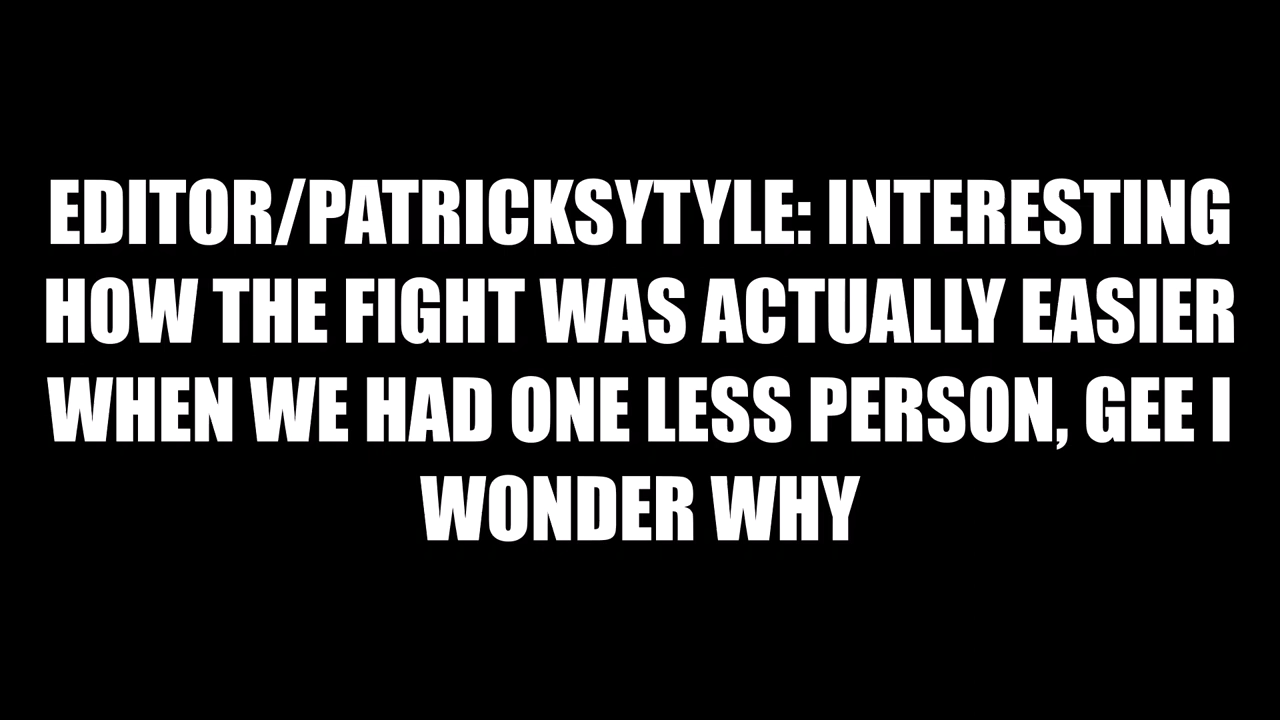 EDITOR/PATRICKSYTYLE: INTERESTING
HOW THE FIGHT WAS ACTUALLY EASIER
WHEN WE HAD ONE LESS PERSON, GEE I
WONDER WHY